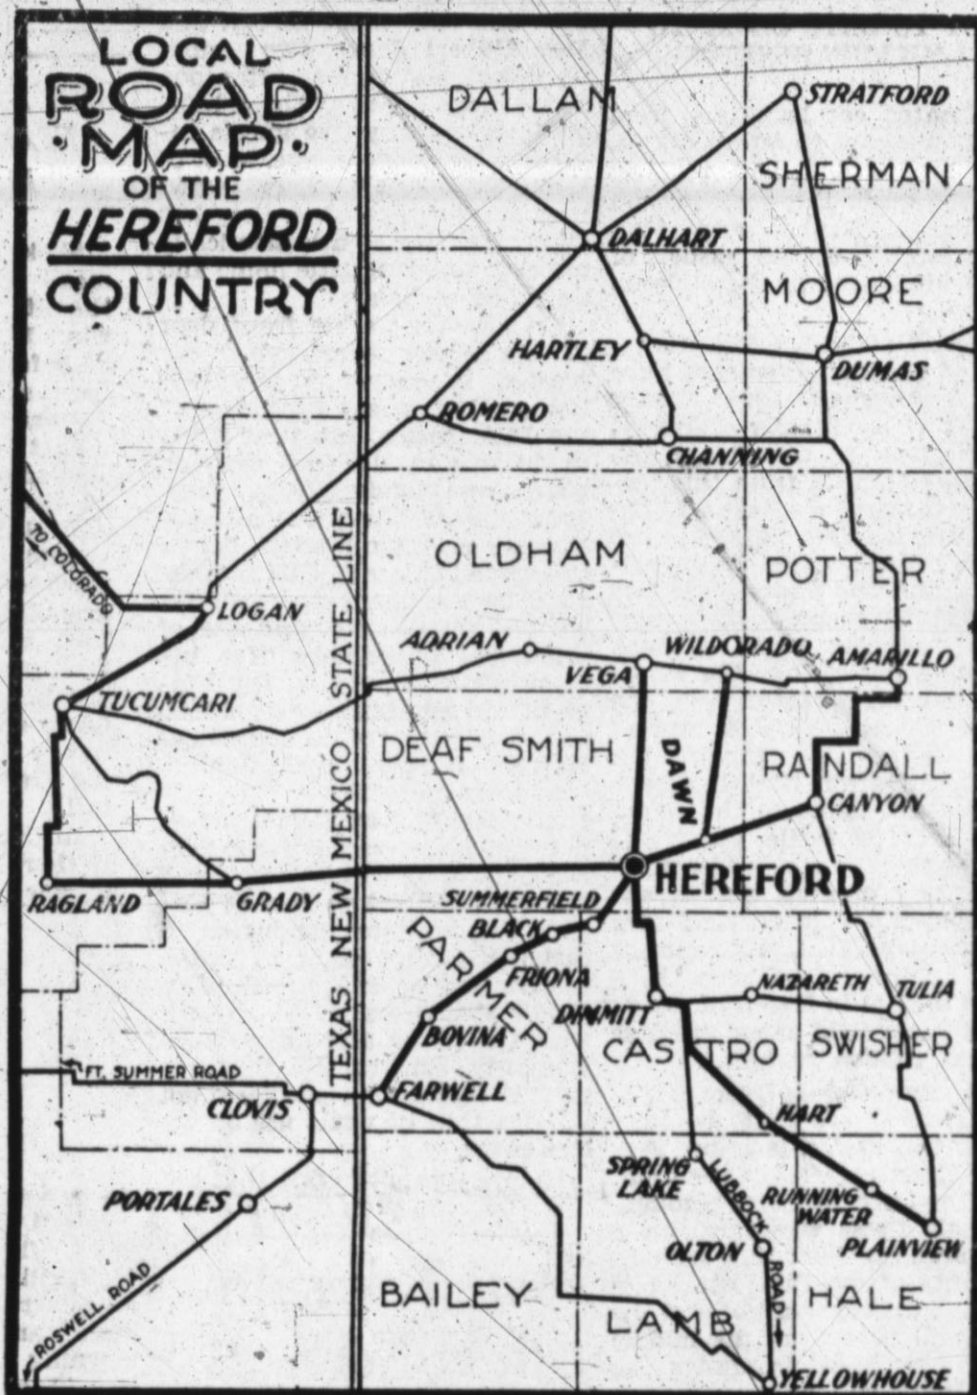 LOCAL
ROAD
·MAP·
OF THE
HEREFORD
COUNTRY
DALLAM
STRATFORD
SHERMAN
DALHART
MOORE
HARTLEY
DUMAS
ROMERO
CHANNING
TO COLORADO
OLDHAM
POTTER
LOGAN
ADRIAN
WILDORADO
AMARILLO
VEGA
TUCUMCARI
DEAF SMITH
DAWN
RANDALL
CANYON
TEXAS NEW MEXICO STATE LINE
HEREFORD
RAGLAND
GRADY
SUMMERFIELD
BLACK
PARMER
FRIONA
NAZARETH
TULIA
DIMMITT
BOVINA
CASTRO
SWISHER
FT. SUMMER ROAD
CLOVIS
FARWELL
HART
SPRING
LAKE
LUBBOCK
ROAD
RUNNING
WATER
PORTALES
OLTON
PLAINVIEW
ROSWELL ROAD
BAILEY
LAMB
HALE
YELLOWHOUSE